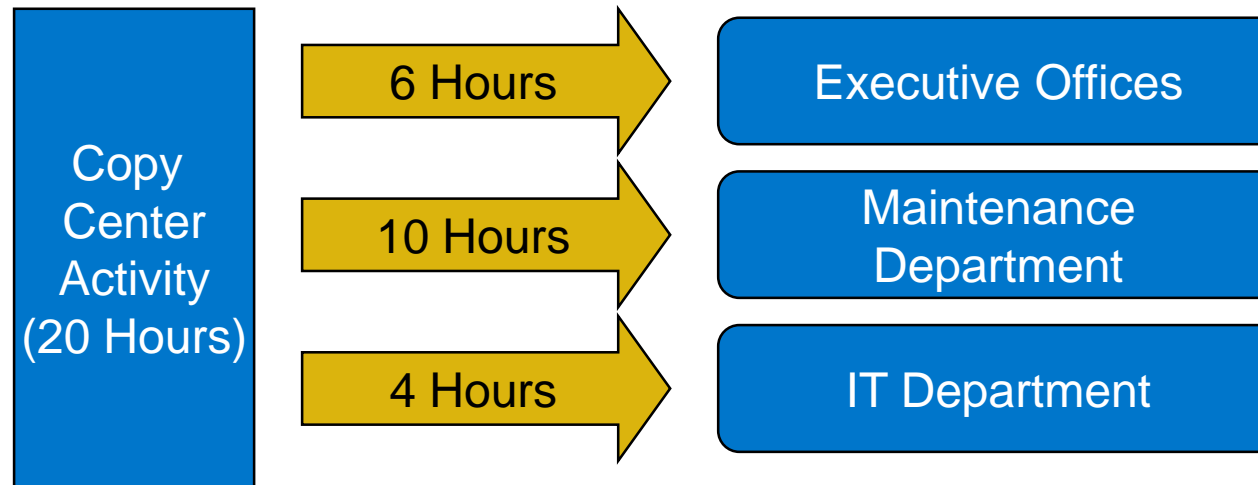 Copy
Center
Activity
(20 Hours)
6 Hours
Executive Offices
10 Hours
Maintenance
Department
4 Hours
IT Department